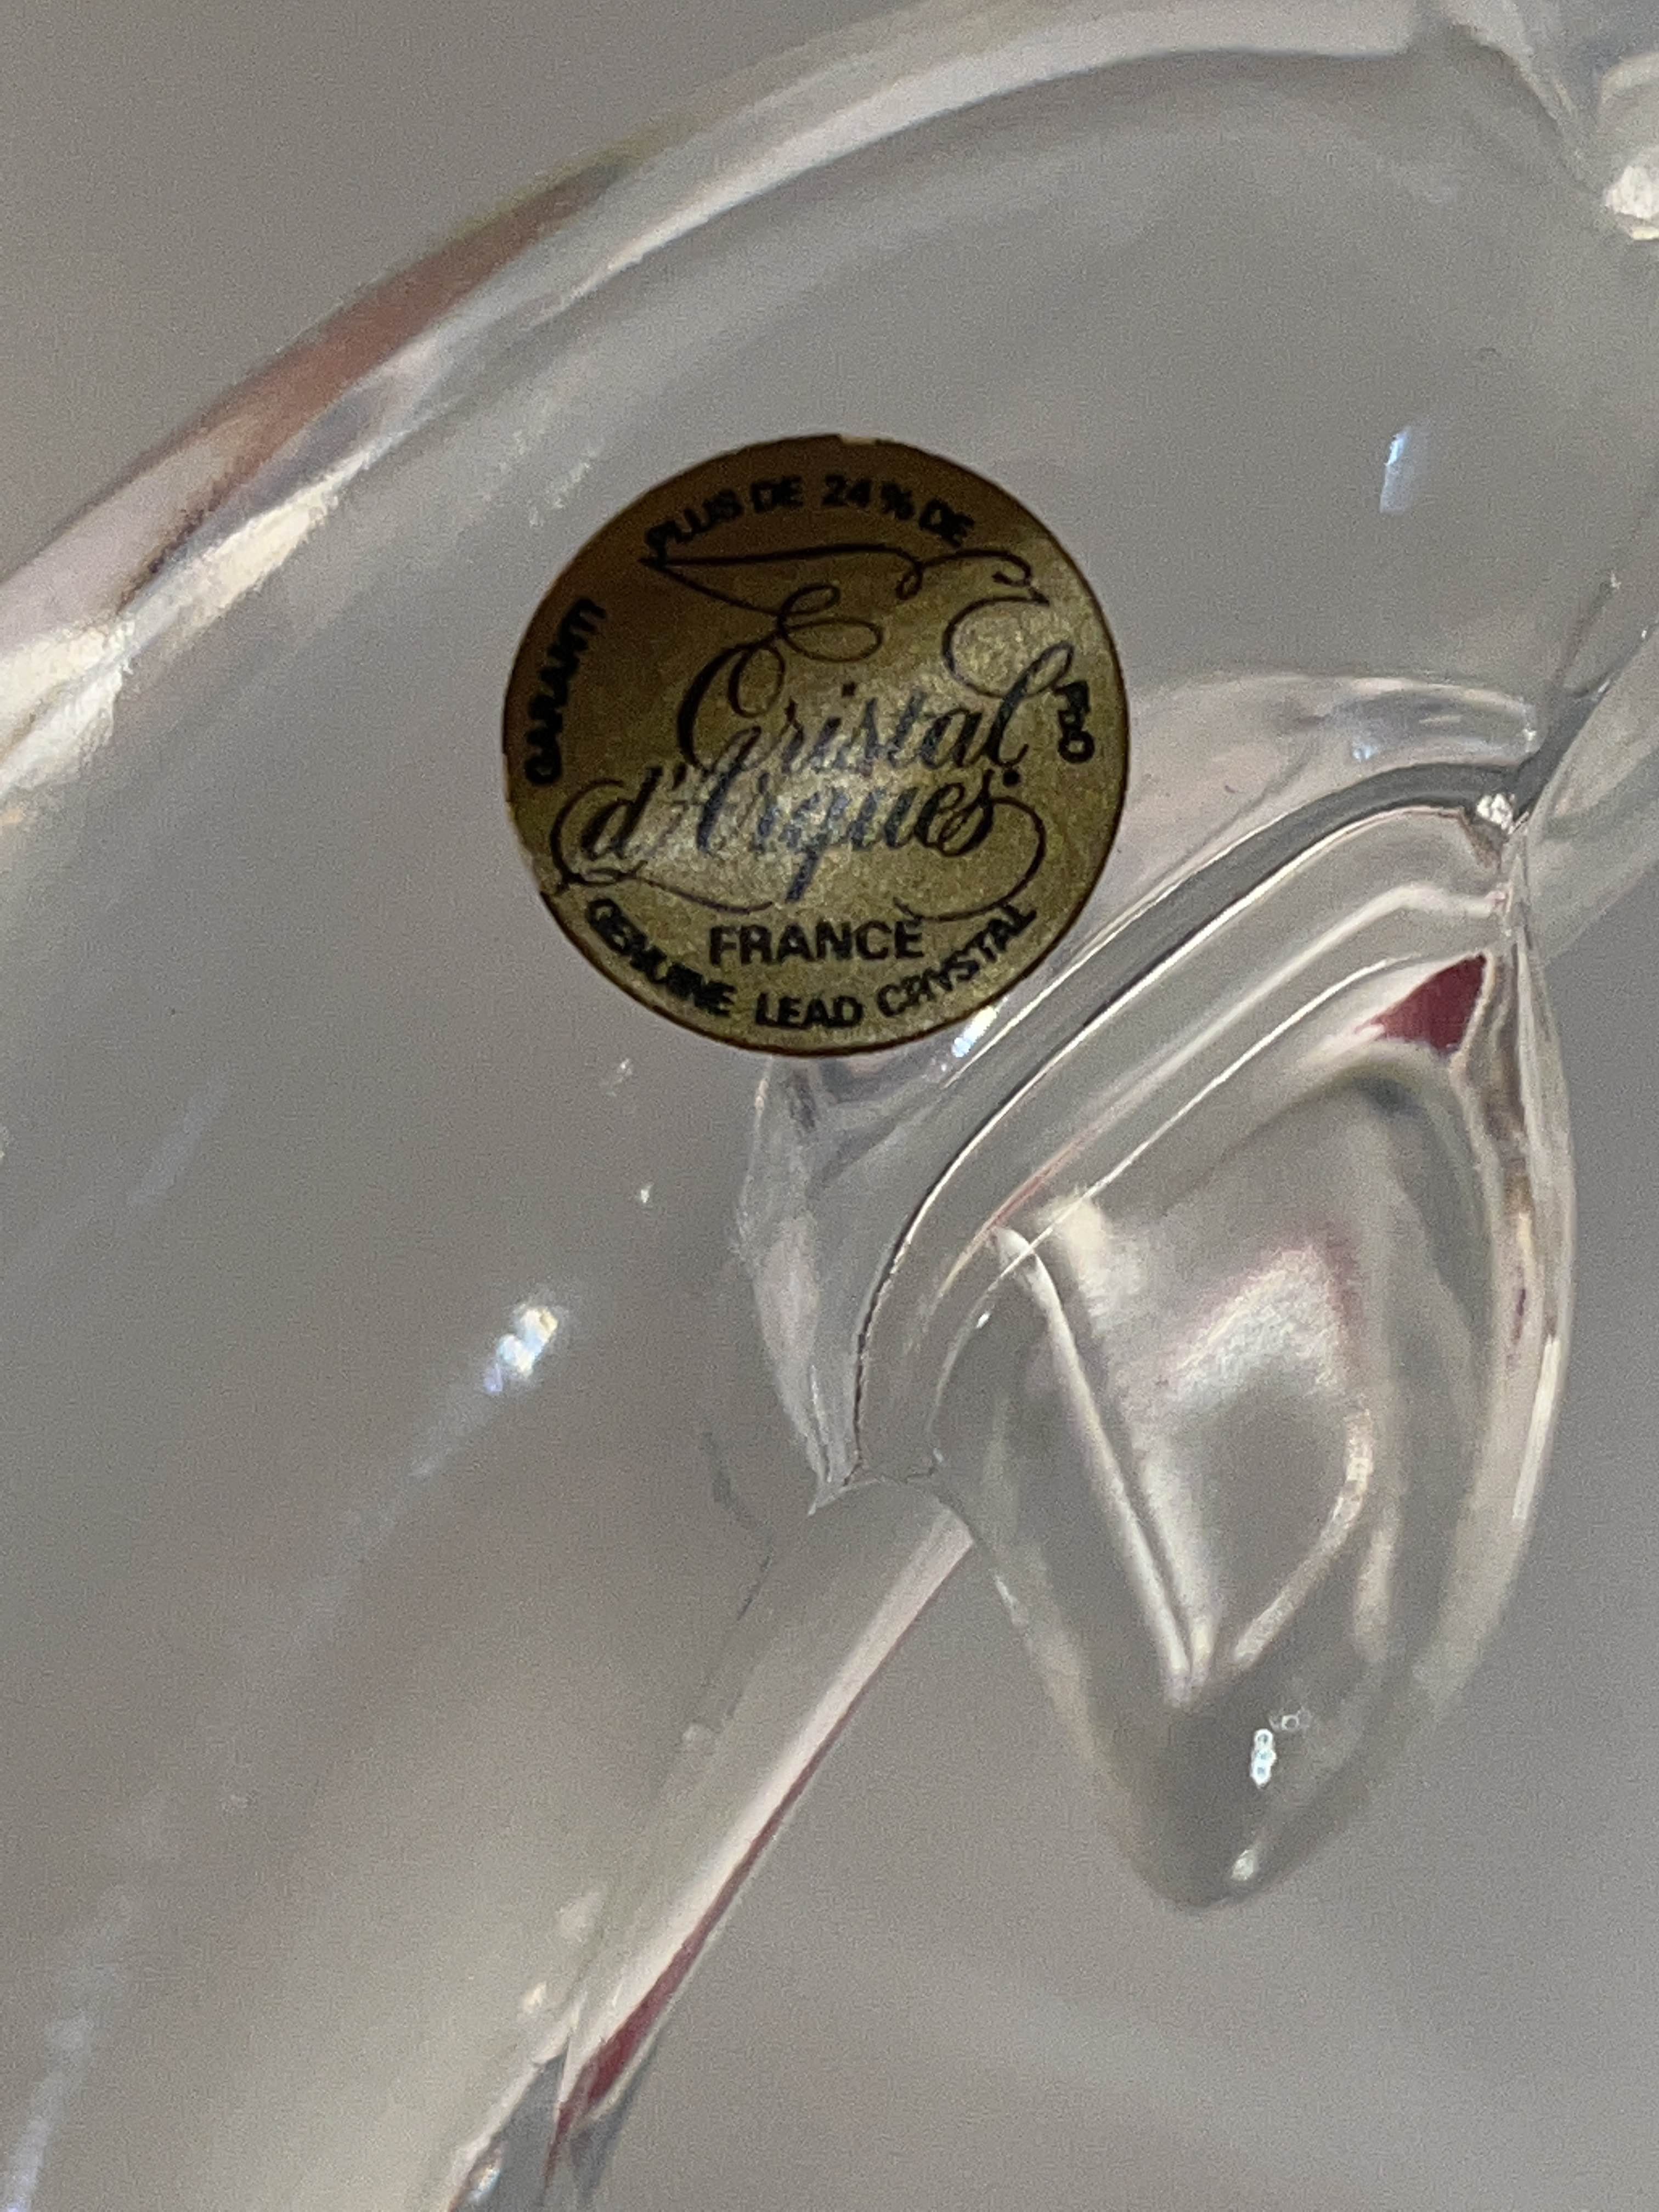 GARANTI PLUS DE 24% DE PbO
Cristal
d'Arques
FRANCE
GENUINE LEAD CRYSTAL